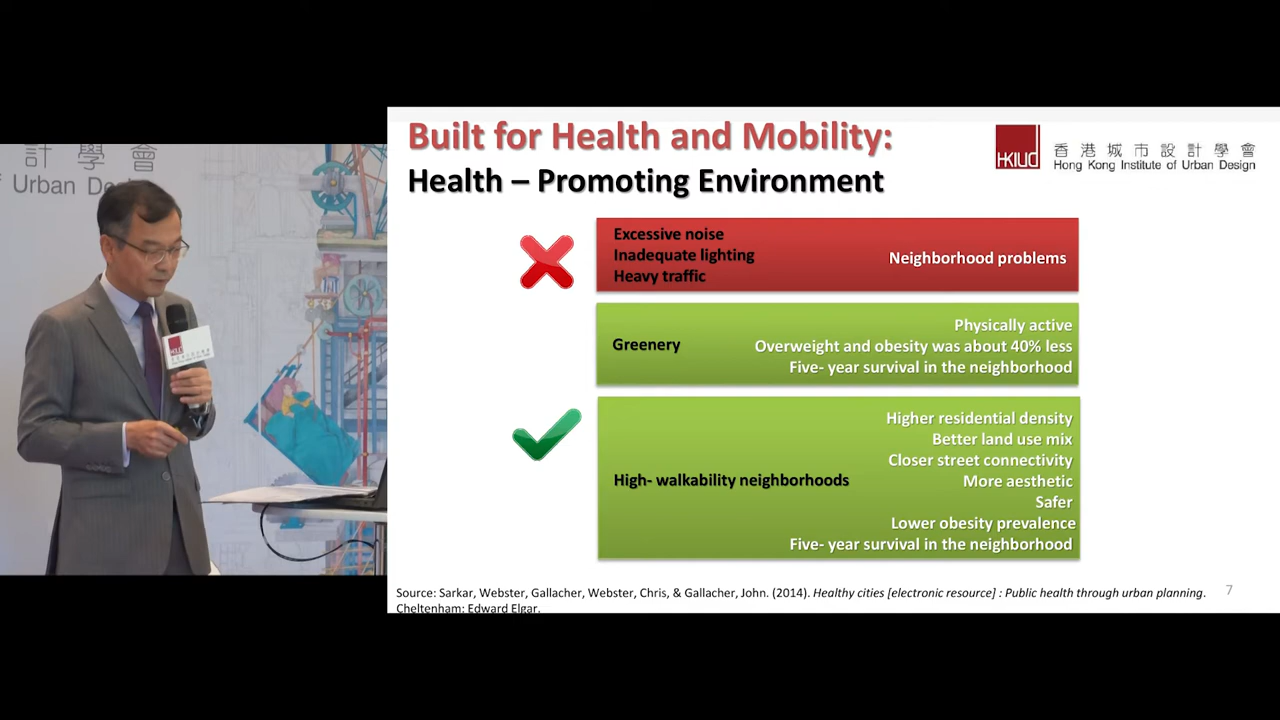 計學會
of Urban Des
HKIUD
Built for Health and Mobility:
Health – Promoting Environment
HKIUD
香港城市設計學會
Hong Kong Institute of Urban Design
Excessive noise
Inadequate lighting
Heavy traffic
Neighborhood problems
Greenery
Physically active
Overweight and obesity was about 40% less
Five- year survival in the neighborhood
High- walkability neighborhoods
Higher residential density
Better land use mix
Closer street connectivity
More aesthetic
Safer
Lower obesity prevalence
Five- year survival in the neighborhood
Source: Sarkar, Webster, Gallacher, Webster, Chris, & Gallacher, John. (2014). Healthy cities [electronic resource] : Public health through urban planning.
Cheltenham: Edward Elgar.
7